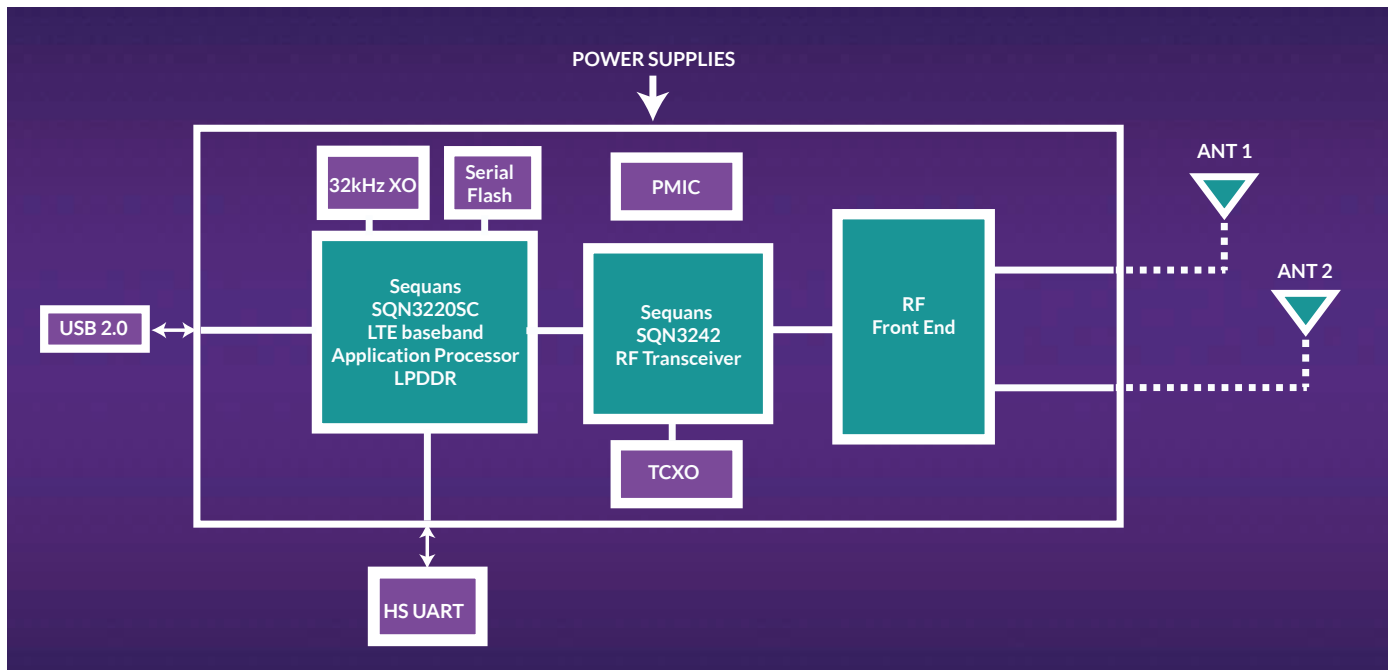 POWER SUPPLIES
ANT 1
32kHz XO
Serial
Flash
PMIC
ANT 2
Sequans
SQN3220SC
LTE baseband
Application Processor
LPDDR
Sequans
SQN3242
RF Transceiver
RF
Front End
USB 2.0
TCXO
HS UART